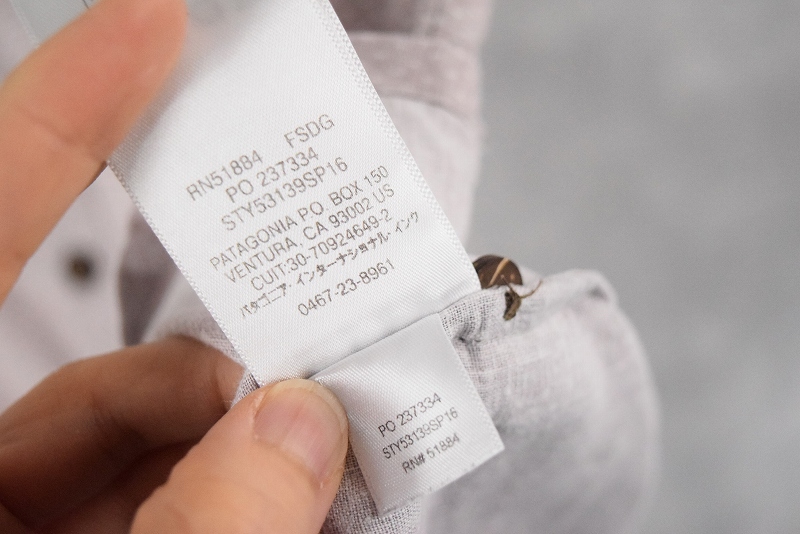 RN51884 FSDG
PO 237334
STY53139SP16
PATAGONIA P.O. BOX 150
VENTURA, CA 93002 US
CUIT:30-70924649-2
パタゴニア・インターナショナル・インク
0467-23-8961
PO 237334
STY53139SP16
RN# 51884